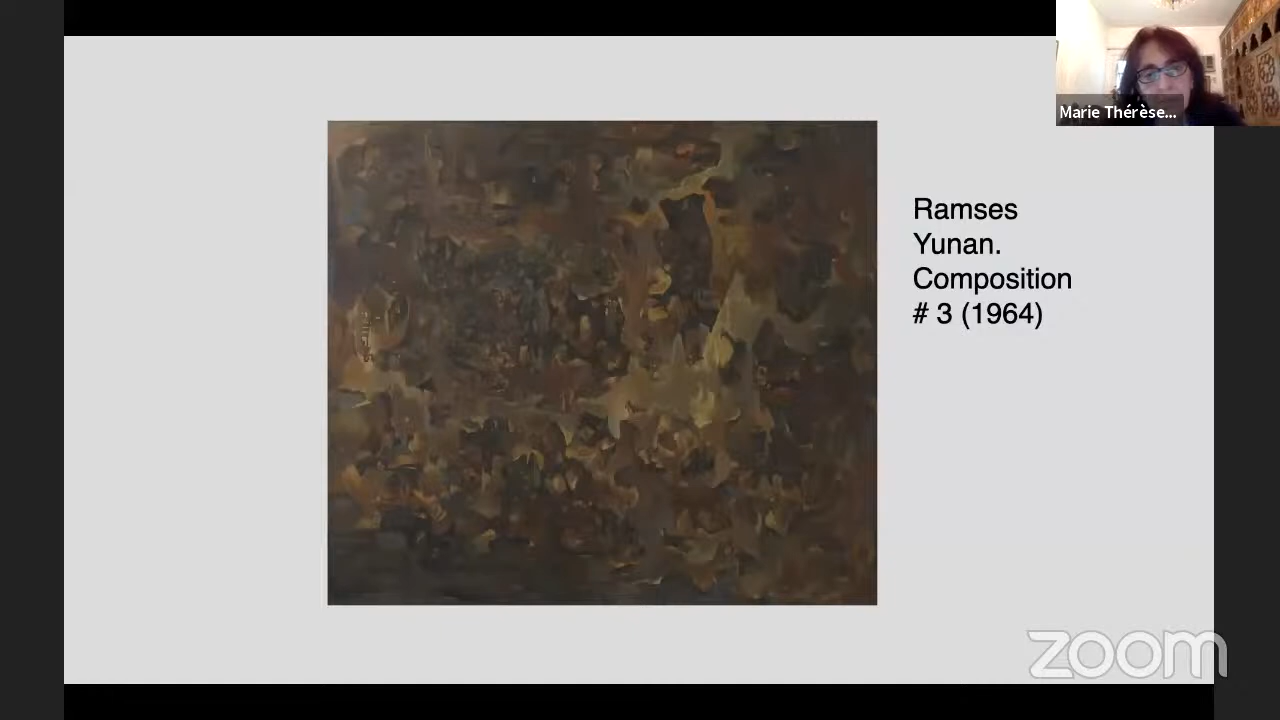 Marie Thérèse...
Ramses
Yunan.
Composition
# 3 (1964)
zoom